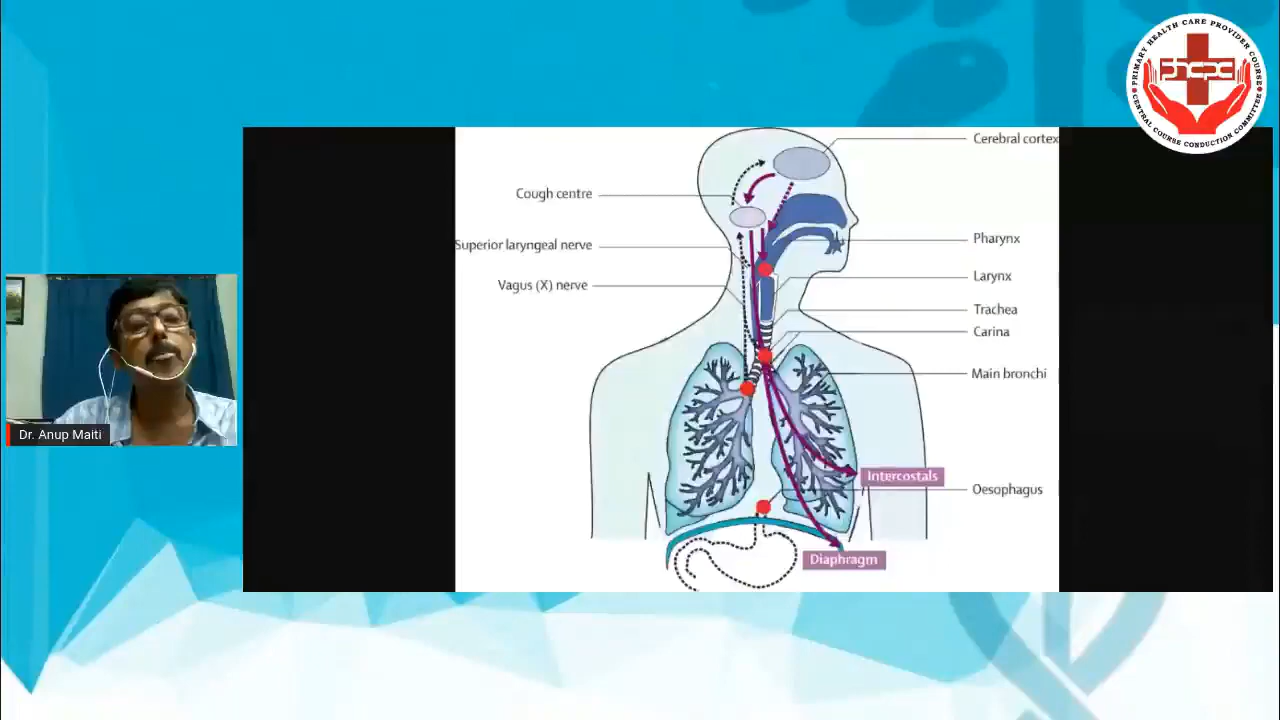 PRIMARY HEALTH CARE PROVIDER COURSE
phcpc
CENTRAL COURSE CONDUCTION COMMITTEE
Cerebral cortex
Cough centre
Pharynx
Superior laryngeal nerve
Larynx
Vagus (X) nerve
Trachea
Carina
Main bronchi
Dr. Anup Maiti
Intercostals
Oesophagus
Diaphragm